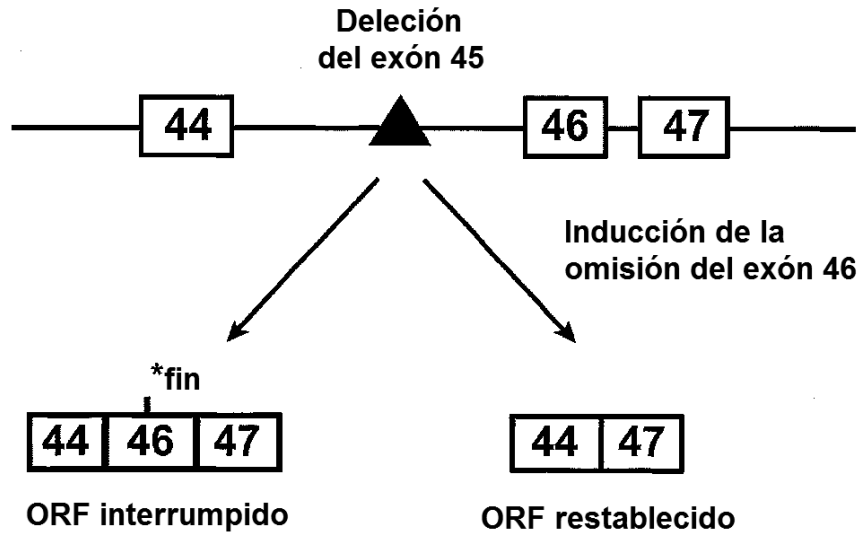 Deleción
del exón 45
44
46
47
Inducción de la
omisión del exón 46
*fin
44 46 47
44 47
ORF interrumpido
ORF restablecido